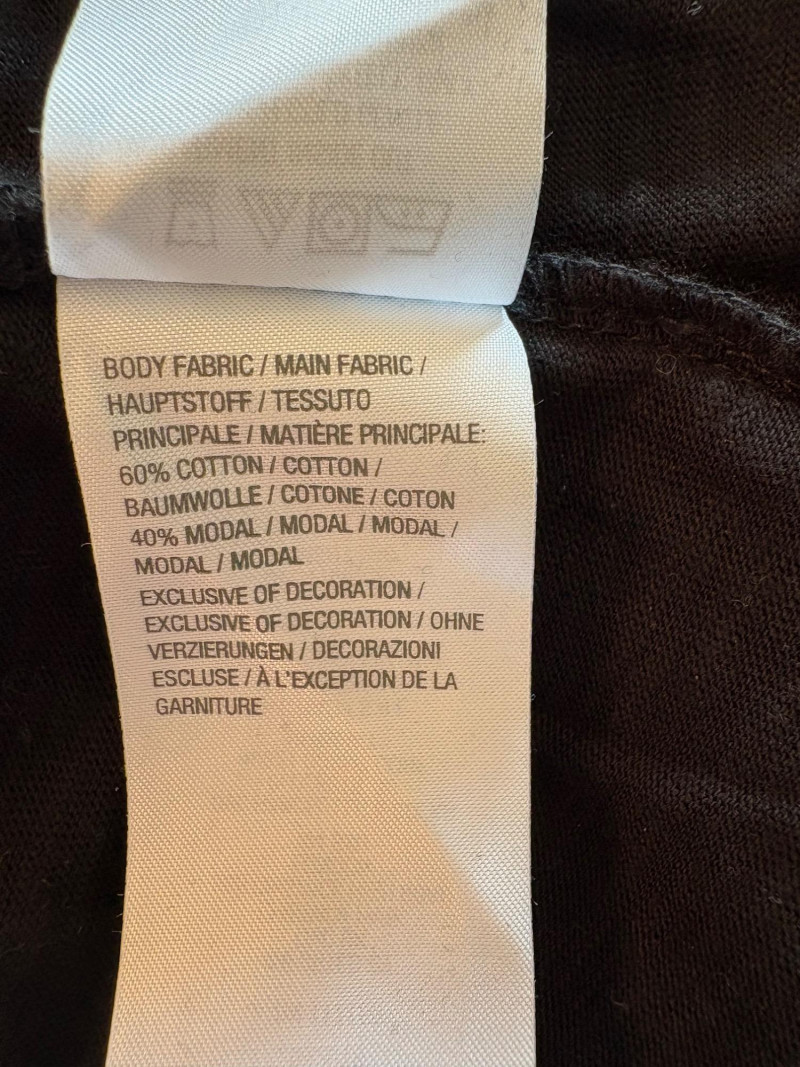 BODY FABRIC / MAIN FABRIC /
HAUPTSTOFF / TESSUTO
PRINCIPALE / MATIÈRE PRINCIPALE:
60% COTTON / COTTON /
BAUMWOLLE / COTONE / COTON
40% MODAL / MODAL / MODAL /
MODAL / MODAL
EXCLUSIVE OF DECORATION /
EXCLUSIVE OF DECORATION / OHNE
VERZIERUNGEN / DECORAZIONI
ESCLUSE / À L'EXCEPTION DE LA
GARNITURE